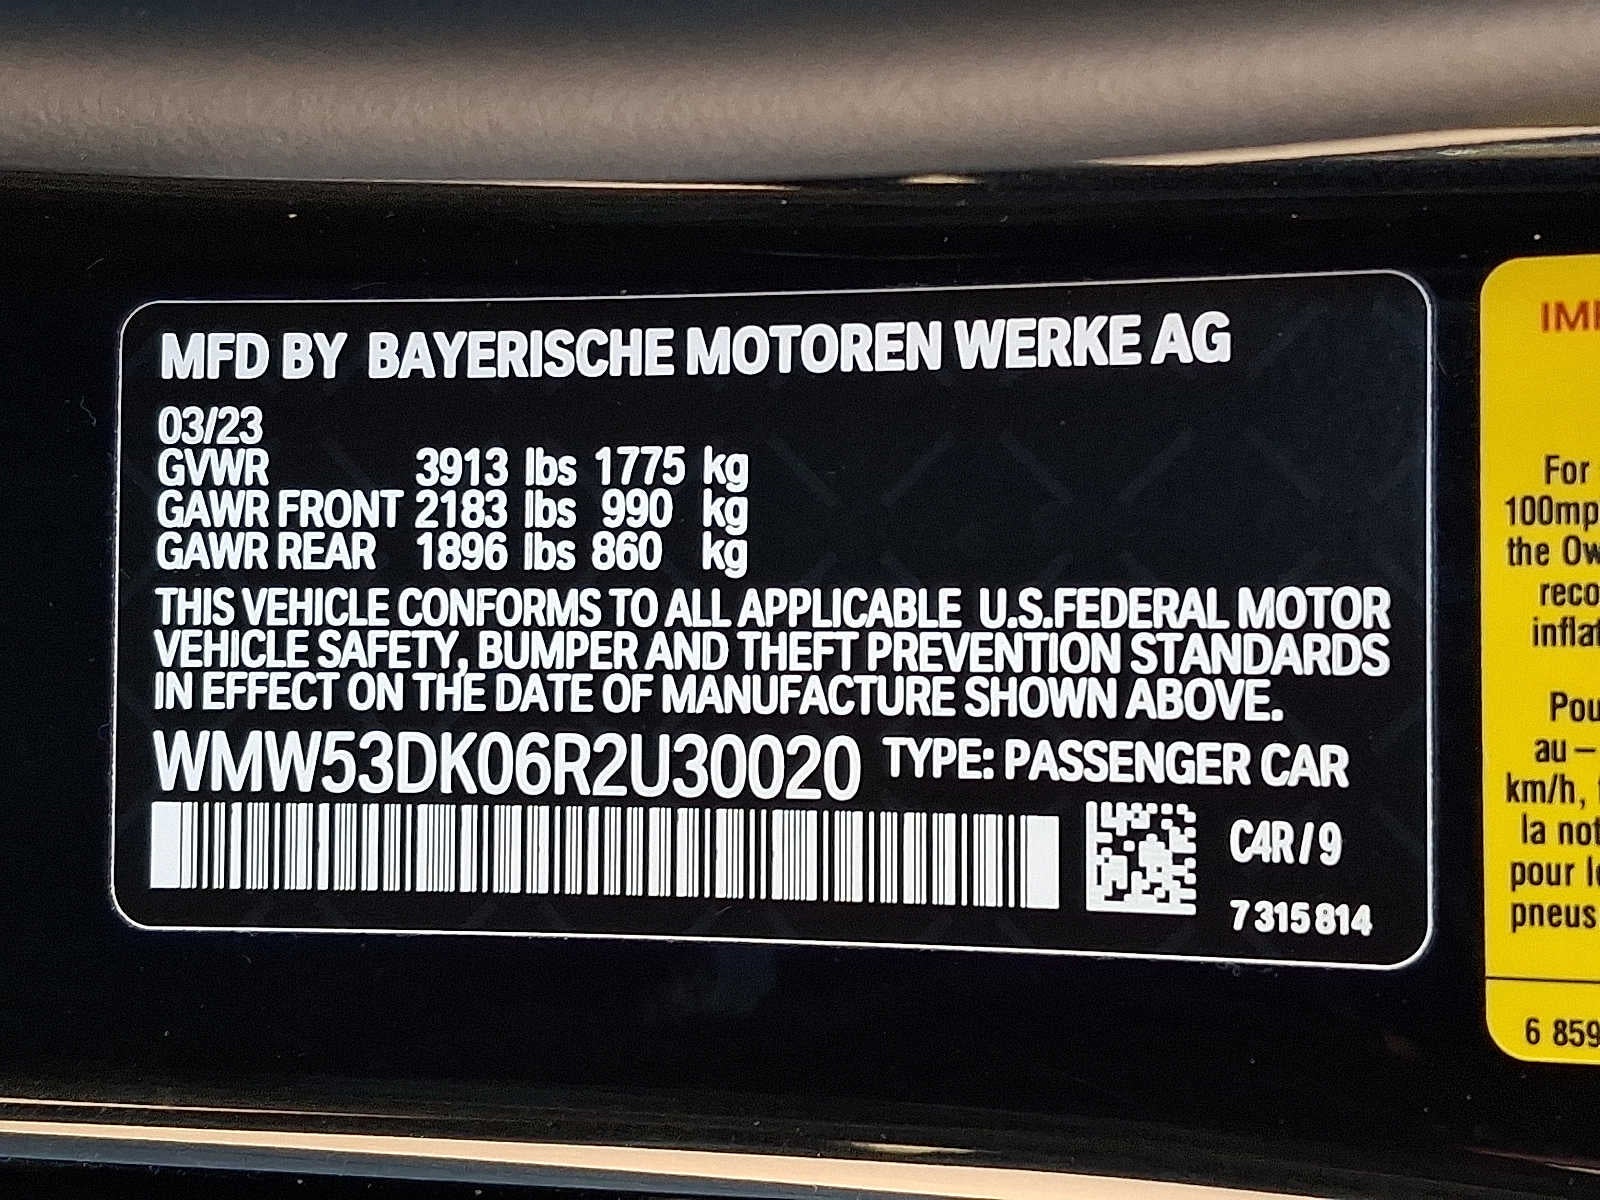 MFD BY BAYERISCHE MOTOREN WERKE AG
03/23
GVWR 3913 lbs 1775 kg
GAWR FRONT 2183 lbs 990 kg
GAWR REAR 1896 lbs 860 kg
THIS VEHICLE CONFORMS TO ALL APPLICABLE U.S.FEDERAL MOTOR
VEHICLE SAFETY, BUMPER AND THEFT PREVENTION STANDARDS
IN EFFECT ON THE DATE OF MANUFACTURE SHOWN ABOVE.
WMW53DK06R2U30020 TYPE: PASSENGER CAR
C4R/9
7 315 814
IM
For
100mp
the Ow
reco
infla
Pou
au –
km/h,
la not
pour l
pneus
6 859